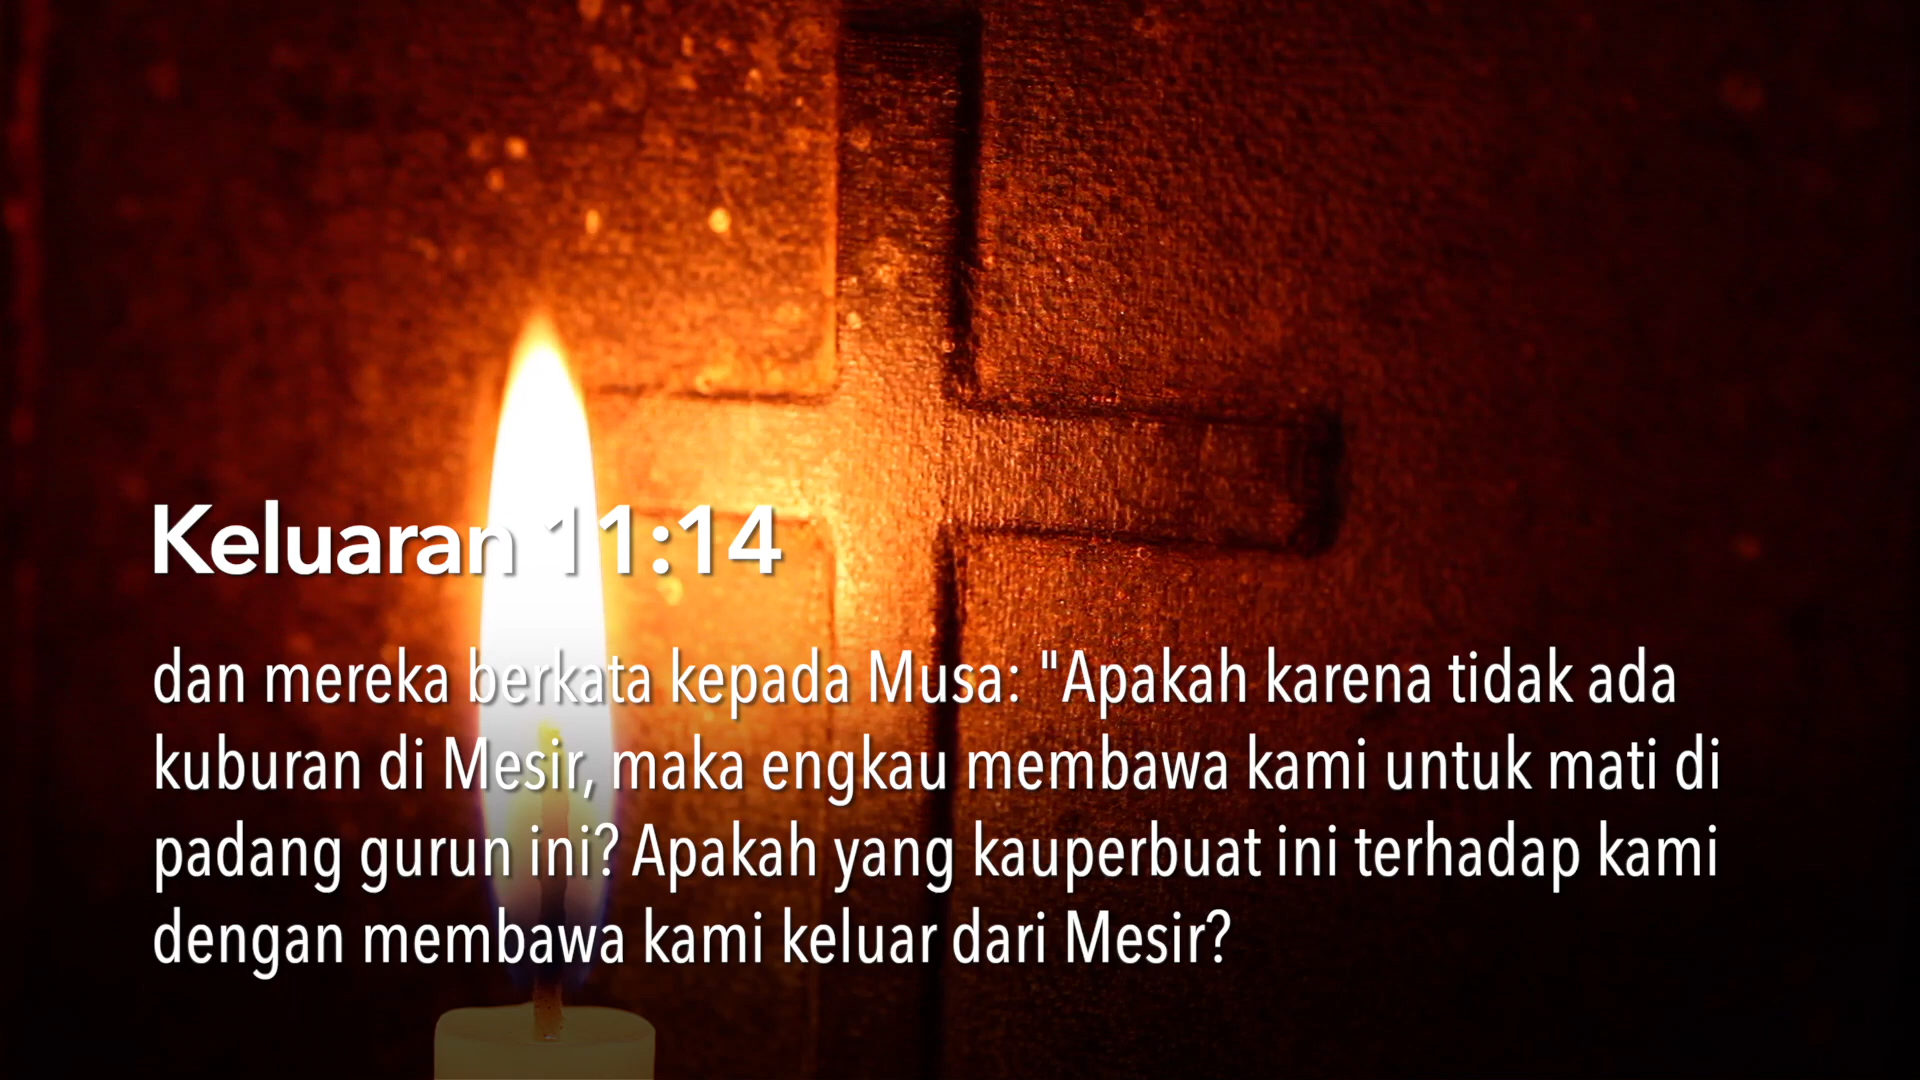 Keluaran 11:14
dan mereka berkata kepada Musa: "Apakah karena tidak ada
kuburan di Mesir, maka engkau membawa kami untuk mati di
padang gurun ini? Apakah yang kauperbuat ini terhadap kami
dengan membawa kami keluar dari Mesir?